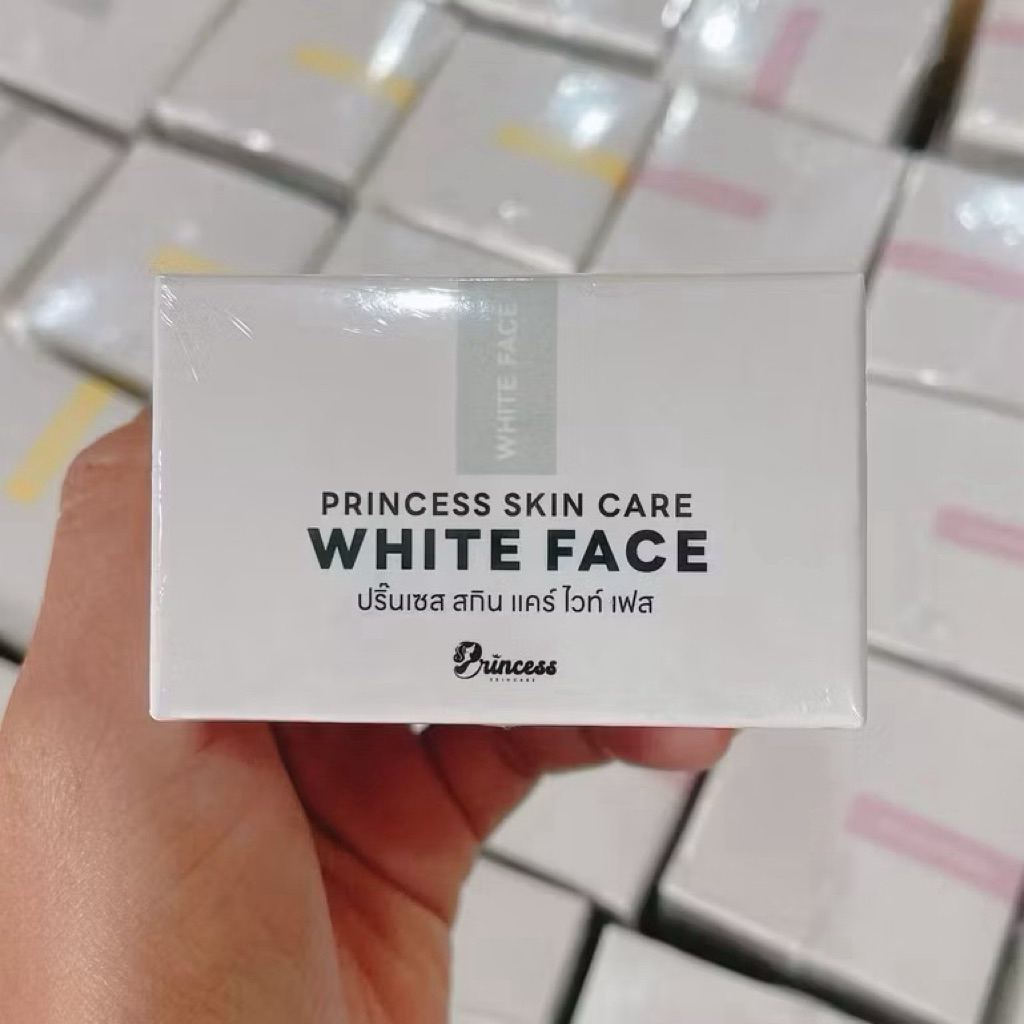 WHITE FACE
PRINCESS SKIN CARE
WHITE FACE
ปริ๊นเซส สกิน แคร์ ไวท์ เฟส
Princess
SKINCARE